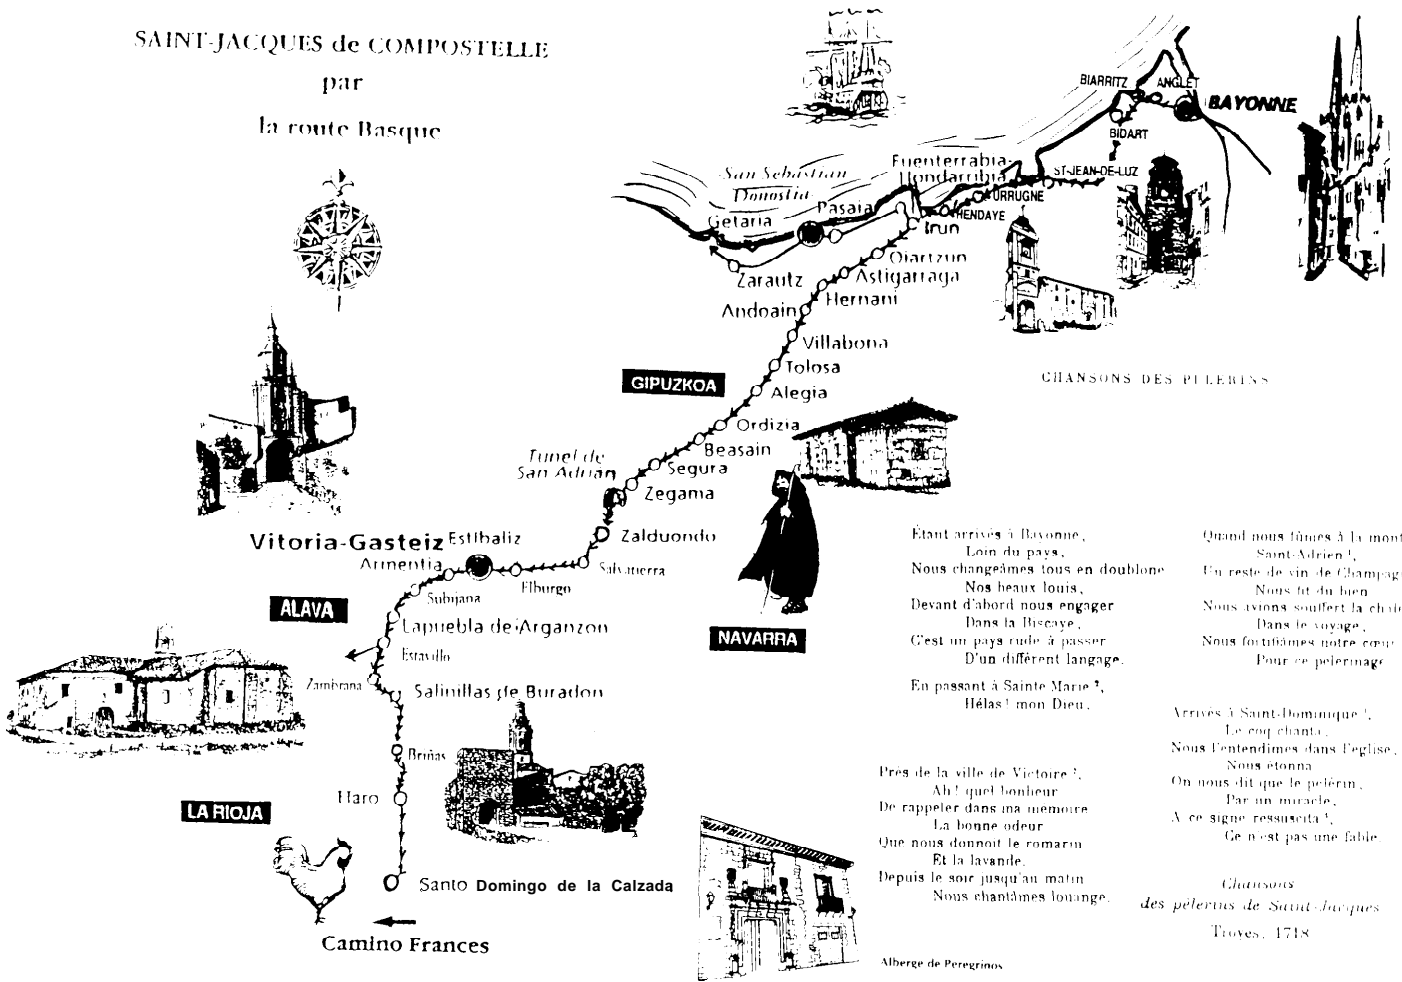 SAINT-JACQUES de COMPOSTELLE
par
la route Basque
BIARRITZ
ANGLET
BAYONNE
BIDART
ST-JEAN-DE-LUZ
URRUGNE
HENDAYE
Fuenterrabia-
Hondarribia
Irun
San Sebastian
Donostia
Pasaia
Getaria
Zarautz
Oiartzun
Astigarraga
Hernani
Andoain
Villabona
Tolosa
GIPUZKOA
Alegia
Ordizia
Beasain
Segura
Tunel de
San Adrian
Zegama
Zalduondo
Vitoria-Gasteiz
Estibaliz
Salvatierra
Armentia
Elburgo
Subijana
ALAVA
Lapuebla de Arganzon
Estavillo
Zambrana
Salinillas de Buradon
NAVARRA
Briñas
Haro
LA RIOJA
Santo Domingo de la Calzada
Camino Frances
CHANSONS DES PELERINS
Étant arrivés à Bayonne,
Loin du pays,
Nous changeâmes tous en doublone
Nos beaux louis,
Devant d'abord nous engager
Dans la Biscaye,
C'est un pays rude à passer
D'un différent langage.
En passant à Sainte Marie ?,
Hélas! mon Dieu,
Près de la ville de Victoire ?,
Ah! quel bonheur
De rappeler dans ma mémoire
La bonne odeur
Que nous donnoit le romarin
Et la lavande.
Depuis le soir jusqu'au matin
Nous chantâmes louange.
Quand nous fûmes à la mont
Saint-Adrien ,
Un reste de vin de Champag
Nous fit du bien
Nous avions souffert la chale
Dans le voyage,
Nous fortifiâmes notre cœur
Pour ce pelerinage
Arrivés à Saint-Dominique ,
Le coq chanta,
Nous l'entendimes dans l'église,
Nous étonna
On nous dit que le pelérin,
Par un miracle,
A ce signe ressuscita ,
Ce n'est pas une fable.
Chansons
des pélerins de Saint-Jacques
Troyes, 1718
Alberge de Peregrinos